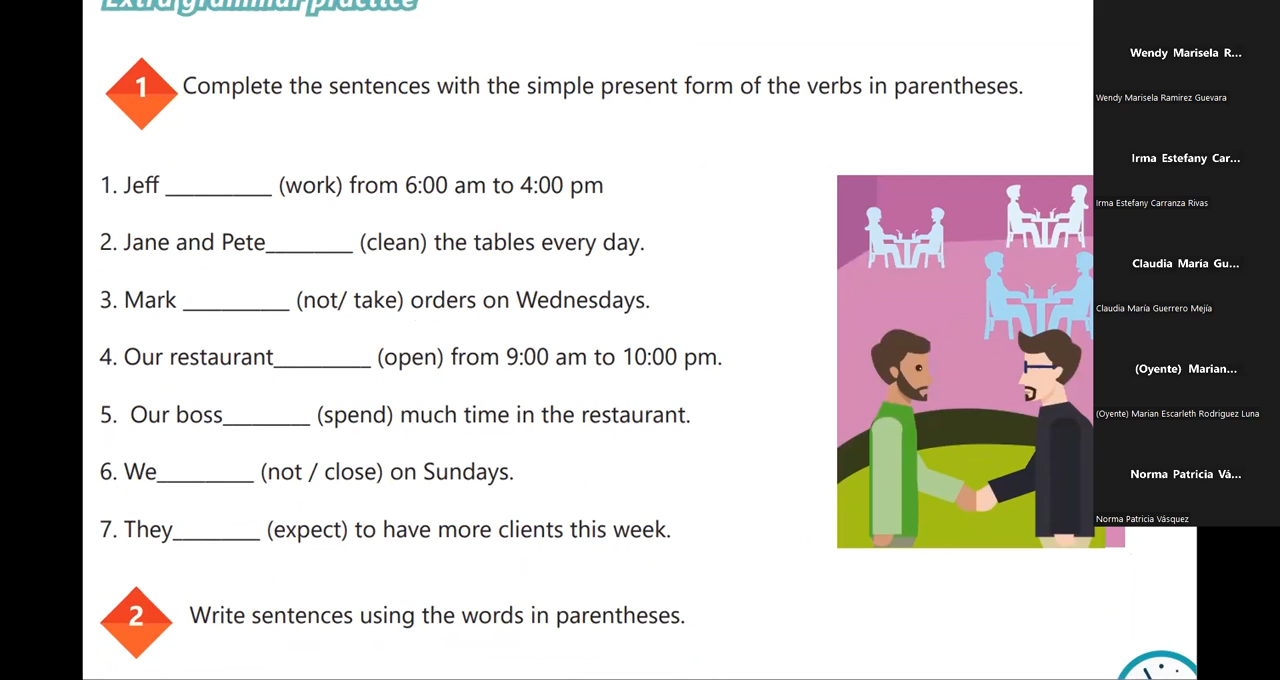 Extra grammar practice
1 Complete the sentences with the simple present form of the verbs in parentheses.
1. Jeff __________ (work) from 6:00 am to 4:00 pm
2. Jane and Pete________ (clean) the tables every day.
3. Mark __________ (not/ take) orders on Wednesdays.
4. Our restaurant_________ (open) from 9:00 am to 10:00 pm.
5. Our boss________ (spend) much time in the restaurant.
6. We_________ (not / close) on Sundays.
7. They________ (expect) to have more clients this week.
2 Write sentences using the words in parentheses.
Wendy Marisela R...
Wendy Marisela Ramirez Guevara
Irma Estefany Car...
Irma Estefany Carranza Rivas
Claudia María Gu...
Claudia María Guerrero Mejía
(Oyente) Marian...
(Oyente) Marian Escarleth Rodriguez Luna
Norma Patricia Vá...
Norma Patricia Vásquez